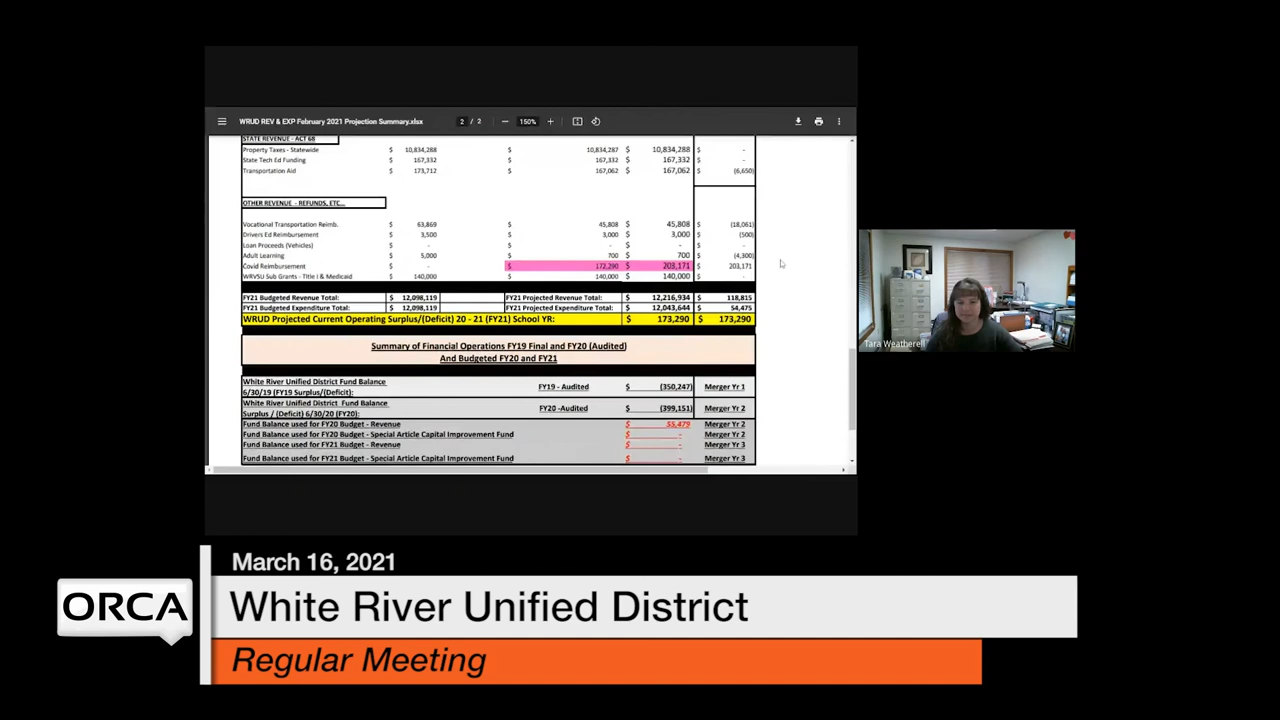 WRUD REV & EXP February 2021 Projection Summary.xlsx 2 / 2 150%
STATE REVENUE - ACT 68
Property Taxes - Statewide $ 10,834,288 $ 10,834,287 $ 10,834,288 $ -
State Tech Ed Funding $ 167,332 $ 167,332 $ 167,332 $ -
Transportation Aid $ 173,712 $ 167,062 $ 167,062 $ (6,650)
OTHER REVENUE - REFUNDS, ETC...
Vocational Transportation Reimb. $ 63,869 $ 45,808 $ 45,808 $ (18,061)
Drivers Ed Reimbursement $ 3,500 $ 3,000 $ 3,000 $ (500)
Loan Proceeds (Vehicles) $ - $ - $ - $ -
Adult Learning $ 5,000 $ 700 $ 700 $ (4,300)
Covid Reimbursement $ - $ 172,290 $ 203,171 $ 203,171
WRVSU Sub Grants - Title I & Medicaid $ 140,000 $ 140,000 $ 140,000 $ -
FY21 Budgeted Revenue Total: $ 12,098,119 FY21 Projected Revenue Total: $ 12,216,934 $ 118,815
FY21 Budgeted Expenditure Total: $ 12,098,119 FY21 Projected Expenditure Total: $ 12,043,644 $ 54,475
WRUD Projected Current Operating Surplus/(Deficit) 20 - 21 (FY21) School YR: $ 173,290 $ 173,290
Summary of Financial Operations FY19 Final and FY20 (Audited)
And Budgeted FY20 and FY21
White River Unified District Fund Balance
6/30/19 (FY19 Surplus/(Deficit): FY19 - Audited $ (350,247) Merger Yr 1
White River Unified District Fund Balance
Surplus / (Deficit) 6/30/20 (FY20): FY20 -Audited $ (399,151) Merger Yr 2
Fund Balance used for FY20 Budget - Revenue $ 55,479 Merger Yr 2
Fund Balance used for FY20 Budget - Special Article Capital Improvement Fund $ - Merger Yr 2
Fund Balance used for FY21 Budget - Revenue $ - Merger Yr 3
Fund Balance used for FY21 Budget - Special Article Capital Improvement Fund $ - Merger Yr 3
Tara Weatherell
March 16, 2021
ORCA
White River Unified District
Regular Meeting